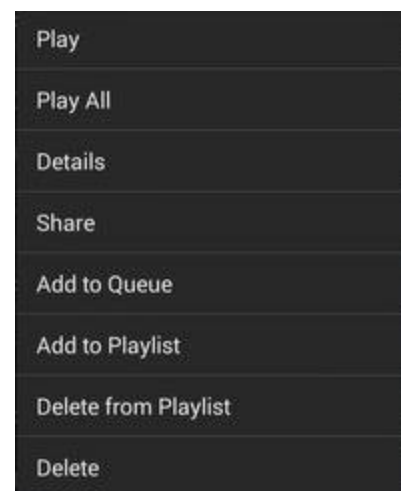 Play
Play All
Details
Share
Add to Queue
Add to Playlist
Delete from Playlist
Delete